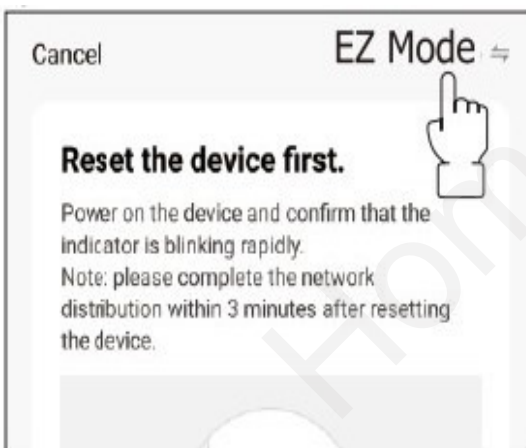 Cancel
EZ Mode
Reset the device first.
Power on the device and confirm that the
indicator is blinking rapidly.
Note: please complete the network
distribution within 3 minutes after resetting
the device.
Hom